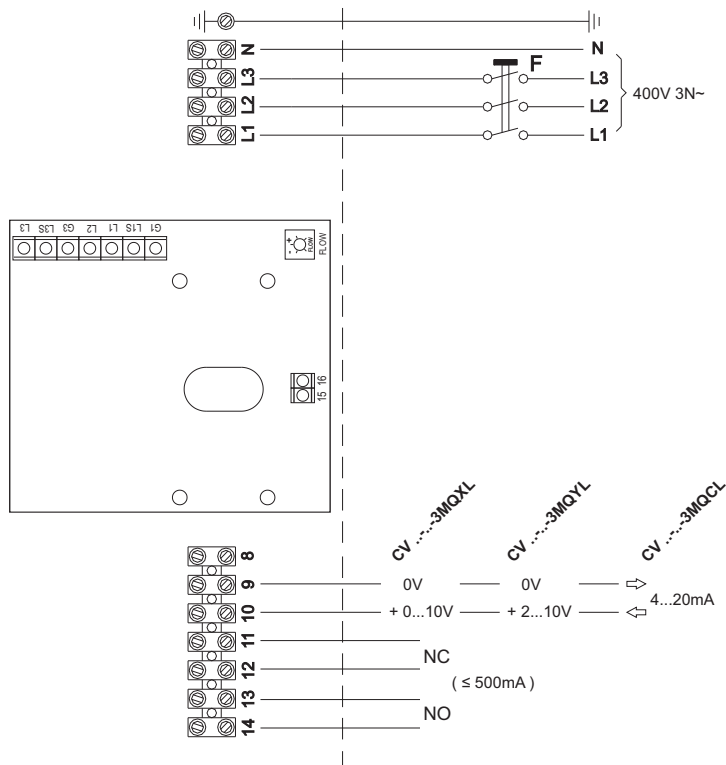 N N
L3 F L3
L2 L2 400V 3N~
L1 L1
L3 L3S G3 L2 L1 L1S G1
+ - FLOW FLOW
15 16
CV ..-..-3MQXL CV ..-..-3MQYL CV ..-..-3MQCL
8
9 0V 0V
10 + 0...10V + 2...10V 4...20mA
11
NC
12
( ≤ 500mA )
13
NO
14